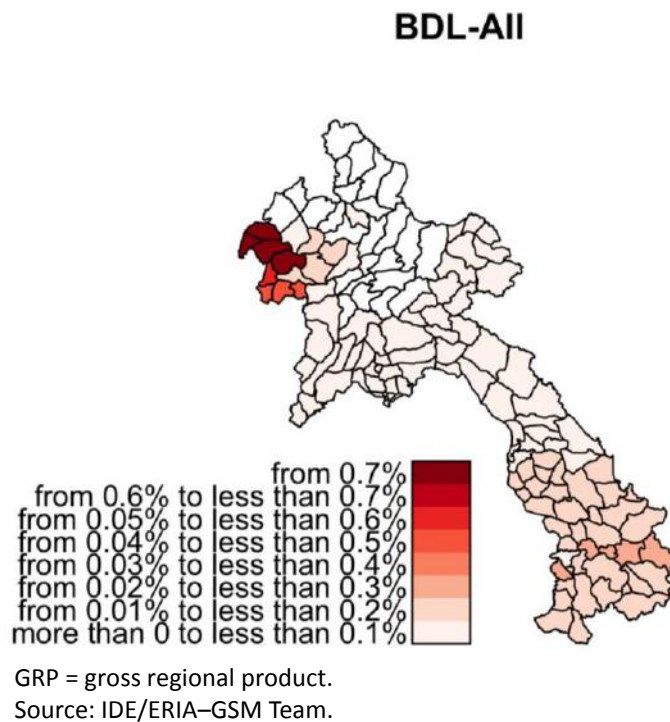 BDL-All
from 0.7%
from 0.6% to less than 0.7%
from 0.05% to less than 0.6%
from 0.04% to less than 0.5%
from 0.03% to less than 0.4%
from 0.02% to less than 0.3%
from 0.01% to less than 0.2%
more than 0 to less than 0.1%
GRP = gross regional product.
Source: IDE/ERIA–GSM Team.